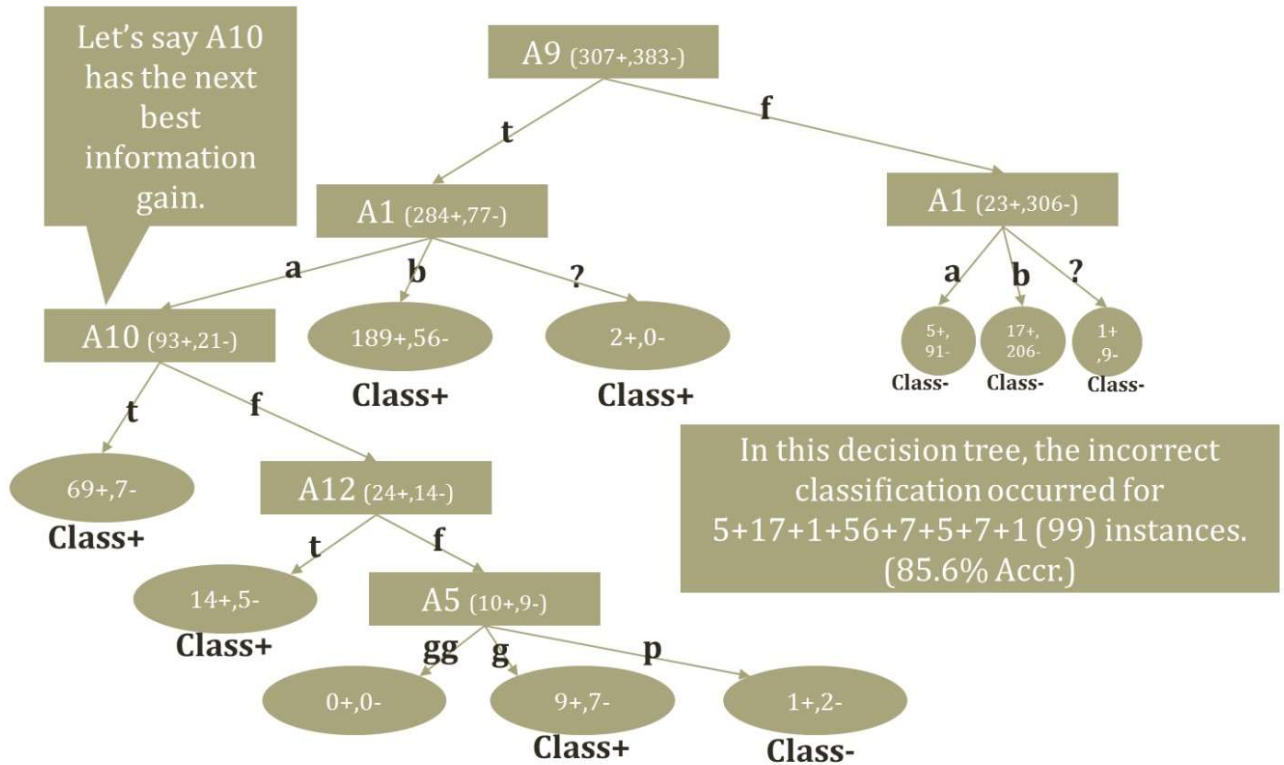 Let's say A10
has the next
best
information
gain.
A9 (307+,383-)
t
f
A1 (284+,77-)
A1 (23+,306-)
a
b
?
a
b
?
A10 (93+,21-)
189+,56-
Class+
2+,0-
Class+
5+,
91-
Class-
17+,
206-
Class-
1+
,9-
Class-
t
f
69+,7-
Class+
A12 (24+,14-)
In this decision tree, the incorrect
classification occurred for
5+17+1+56+7+5+7+1 (99) instances.
(85.6% Accr.)
t
f
14+,5-
Class+
A5 (10+,9-)
gg
g
p
0+,0-
9+,7-
Class+
1+,2-
Class-